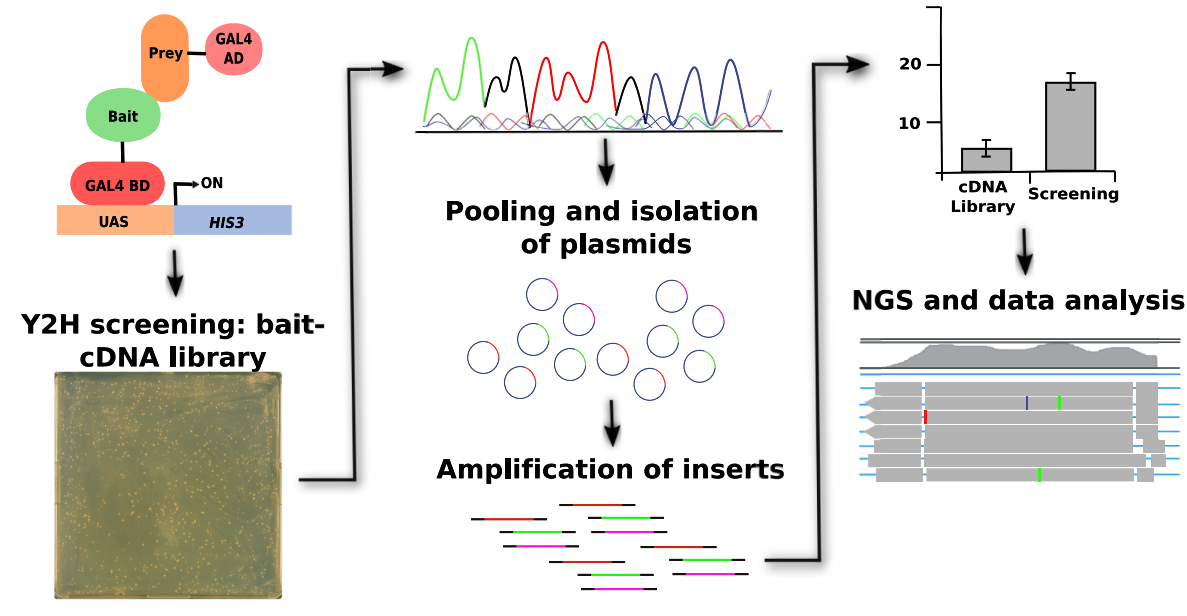 Prey
GAL4
AD
Bait
GAL4 BD
ON
UAS
HIS3
Y2H screening: bait-
cDNA library
Pooling and isolation
of plasmids
Amplification of inserts
20
10
cDNA
Library
Screening
NGS and data analysis